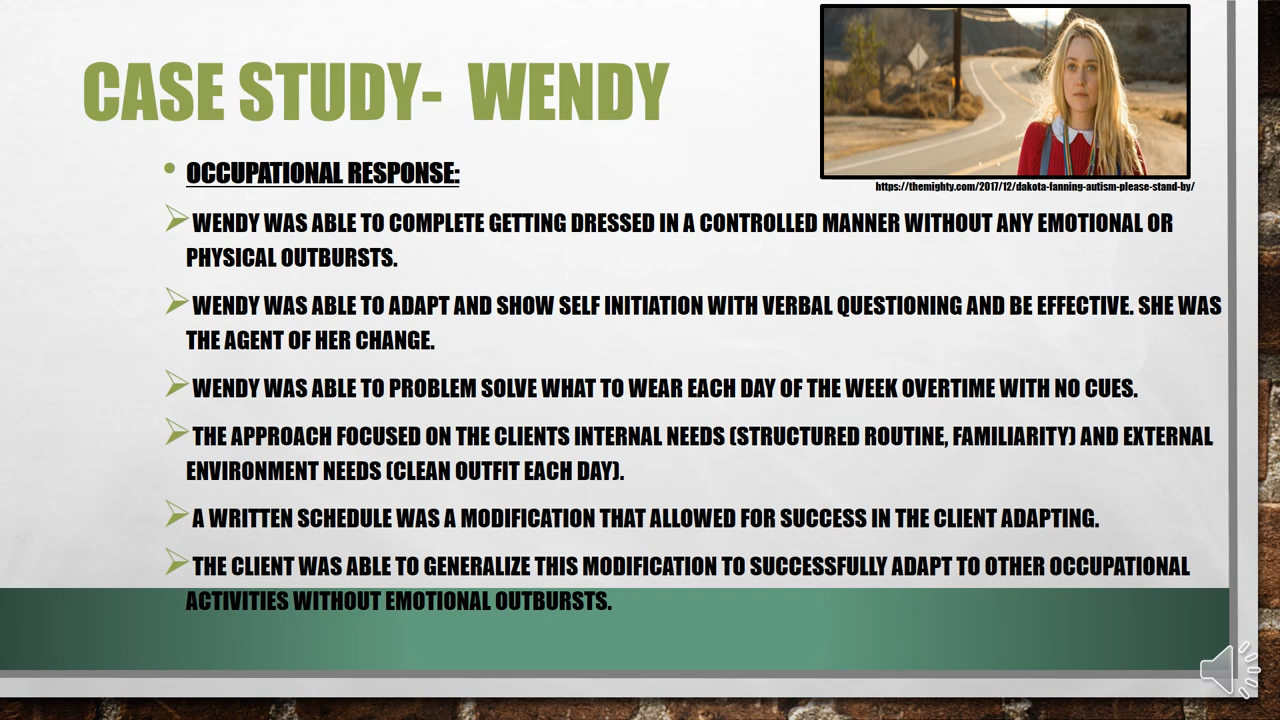 CASE STUDY- WENDY
https://themighty.com/2017/12/dakota-fanning-autism-please-stand-by/
OCCUPATIONAL RESPONSE:
WENDY WAS ABLE TO COMPLETE GETTING DRESSED IN A CONTROLLED MANNER WITHOUT ANY EMOTIONAL OR
PHYSICAL OUTBURSTS.
WENDY WAS ABLE TO ADAPT AND SHOW SELF INITIATION WITH VERBAL QUESTIONING AND BE EFFECTIVE. SHE WAS
THE AGENT OF HER CHANGE.
WENDY WAS ABLE TO PROBLEM SOLVE WHAT TO WEAR EACH DAY OF THE WEEK OVERTIME WITH NO CUES.
THE APPROACH FOCUSED ON THE CLIENTS INTERNAL NEEDS (STRUCTURED ROUTINE, FAMILIARITY) AND EXTERNAL
ENVIRONMENT NEEDS (CLEAN OUTFIT EACH DAY).
A WRITTEN SCHEDULE WAS A MODIFICATION THAT ALLOWED FOR SUCCESS IN THE CLIENT ADAPTING.
THE CLIENT WAS ABLE TO GENERALIZE THIS MODIFICATION TO SUCCESSFULLY ADAPT TO OTHER OCCUPATIONAL
ACTIVITIES WITHOUT EMOTIONAL OUTBURSTS.